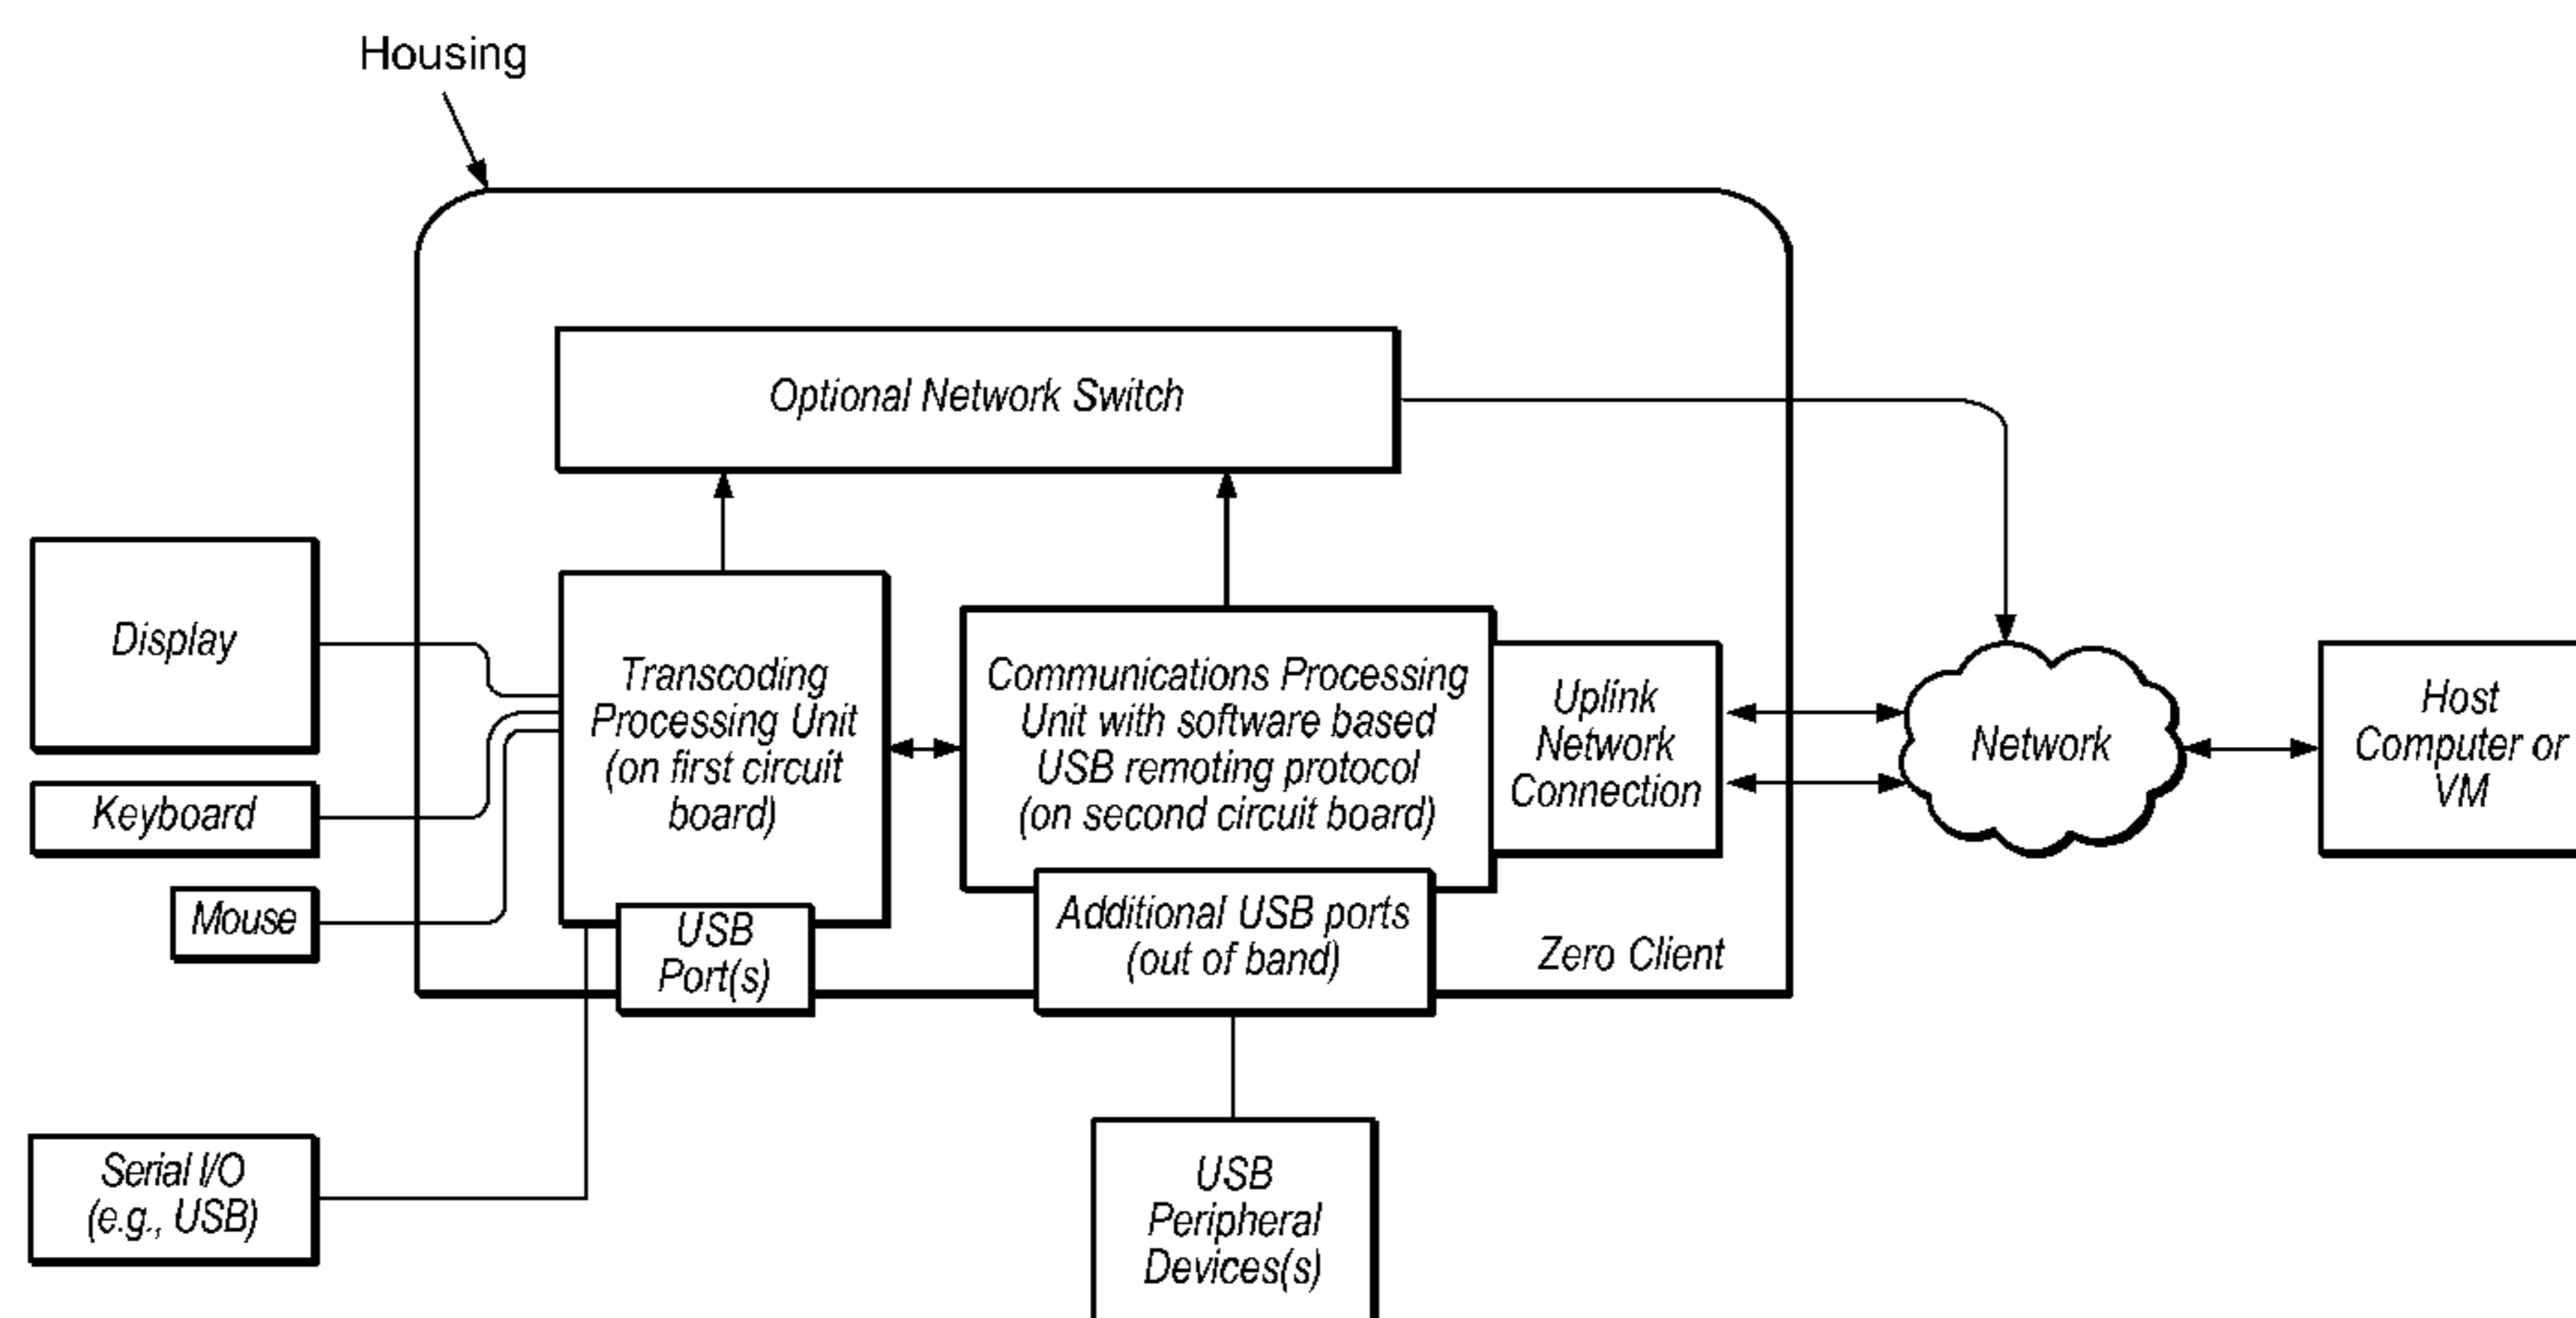 Housing
Optional Network Switch
Display
Keyboard
Mouse
Serial I/O
(e.g., USB)
Transcoding
Processing Unit
(on first circuit
board)
USB
Port(s)
Communications Processing
Unit with software based
USB remoting protocol
(on second circuit board)
Additional USB ports
(out of band)
Uplink
Network
Connection
Zero Client
USB
Peripheral
Devices(s)
Network
Host
Computer or
VM